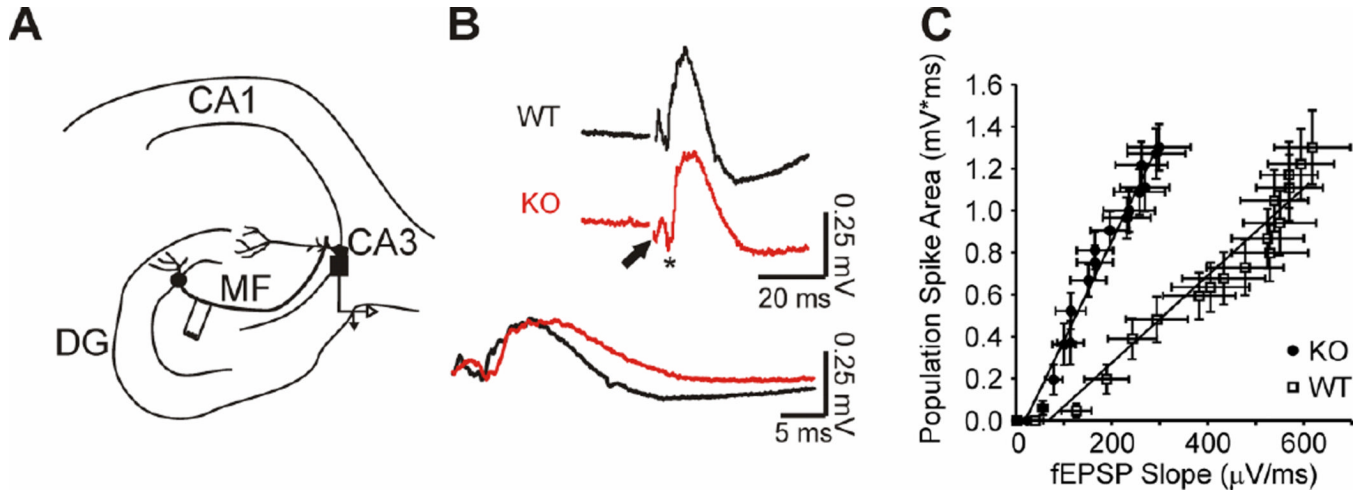 A
CA1
CA3
MF
DG
B
WT
KO
*
0.25 mV
20 ms
0.25 mV
5 ms
C
Population Spike Area (mV*ms)
1.6
1.4
1.2
1.0
0.8
0.6
0.4
0.2
0.0
KO
WT
0 200 400 600
fEPSP Slope (μV/ms)